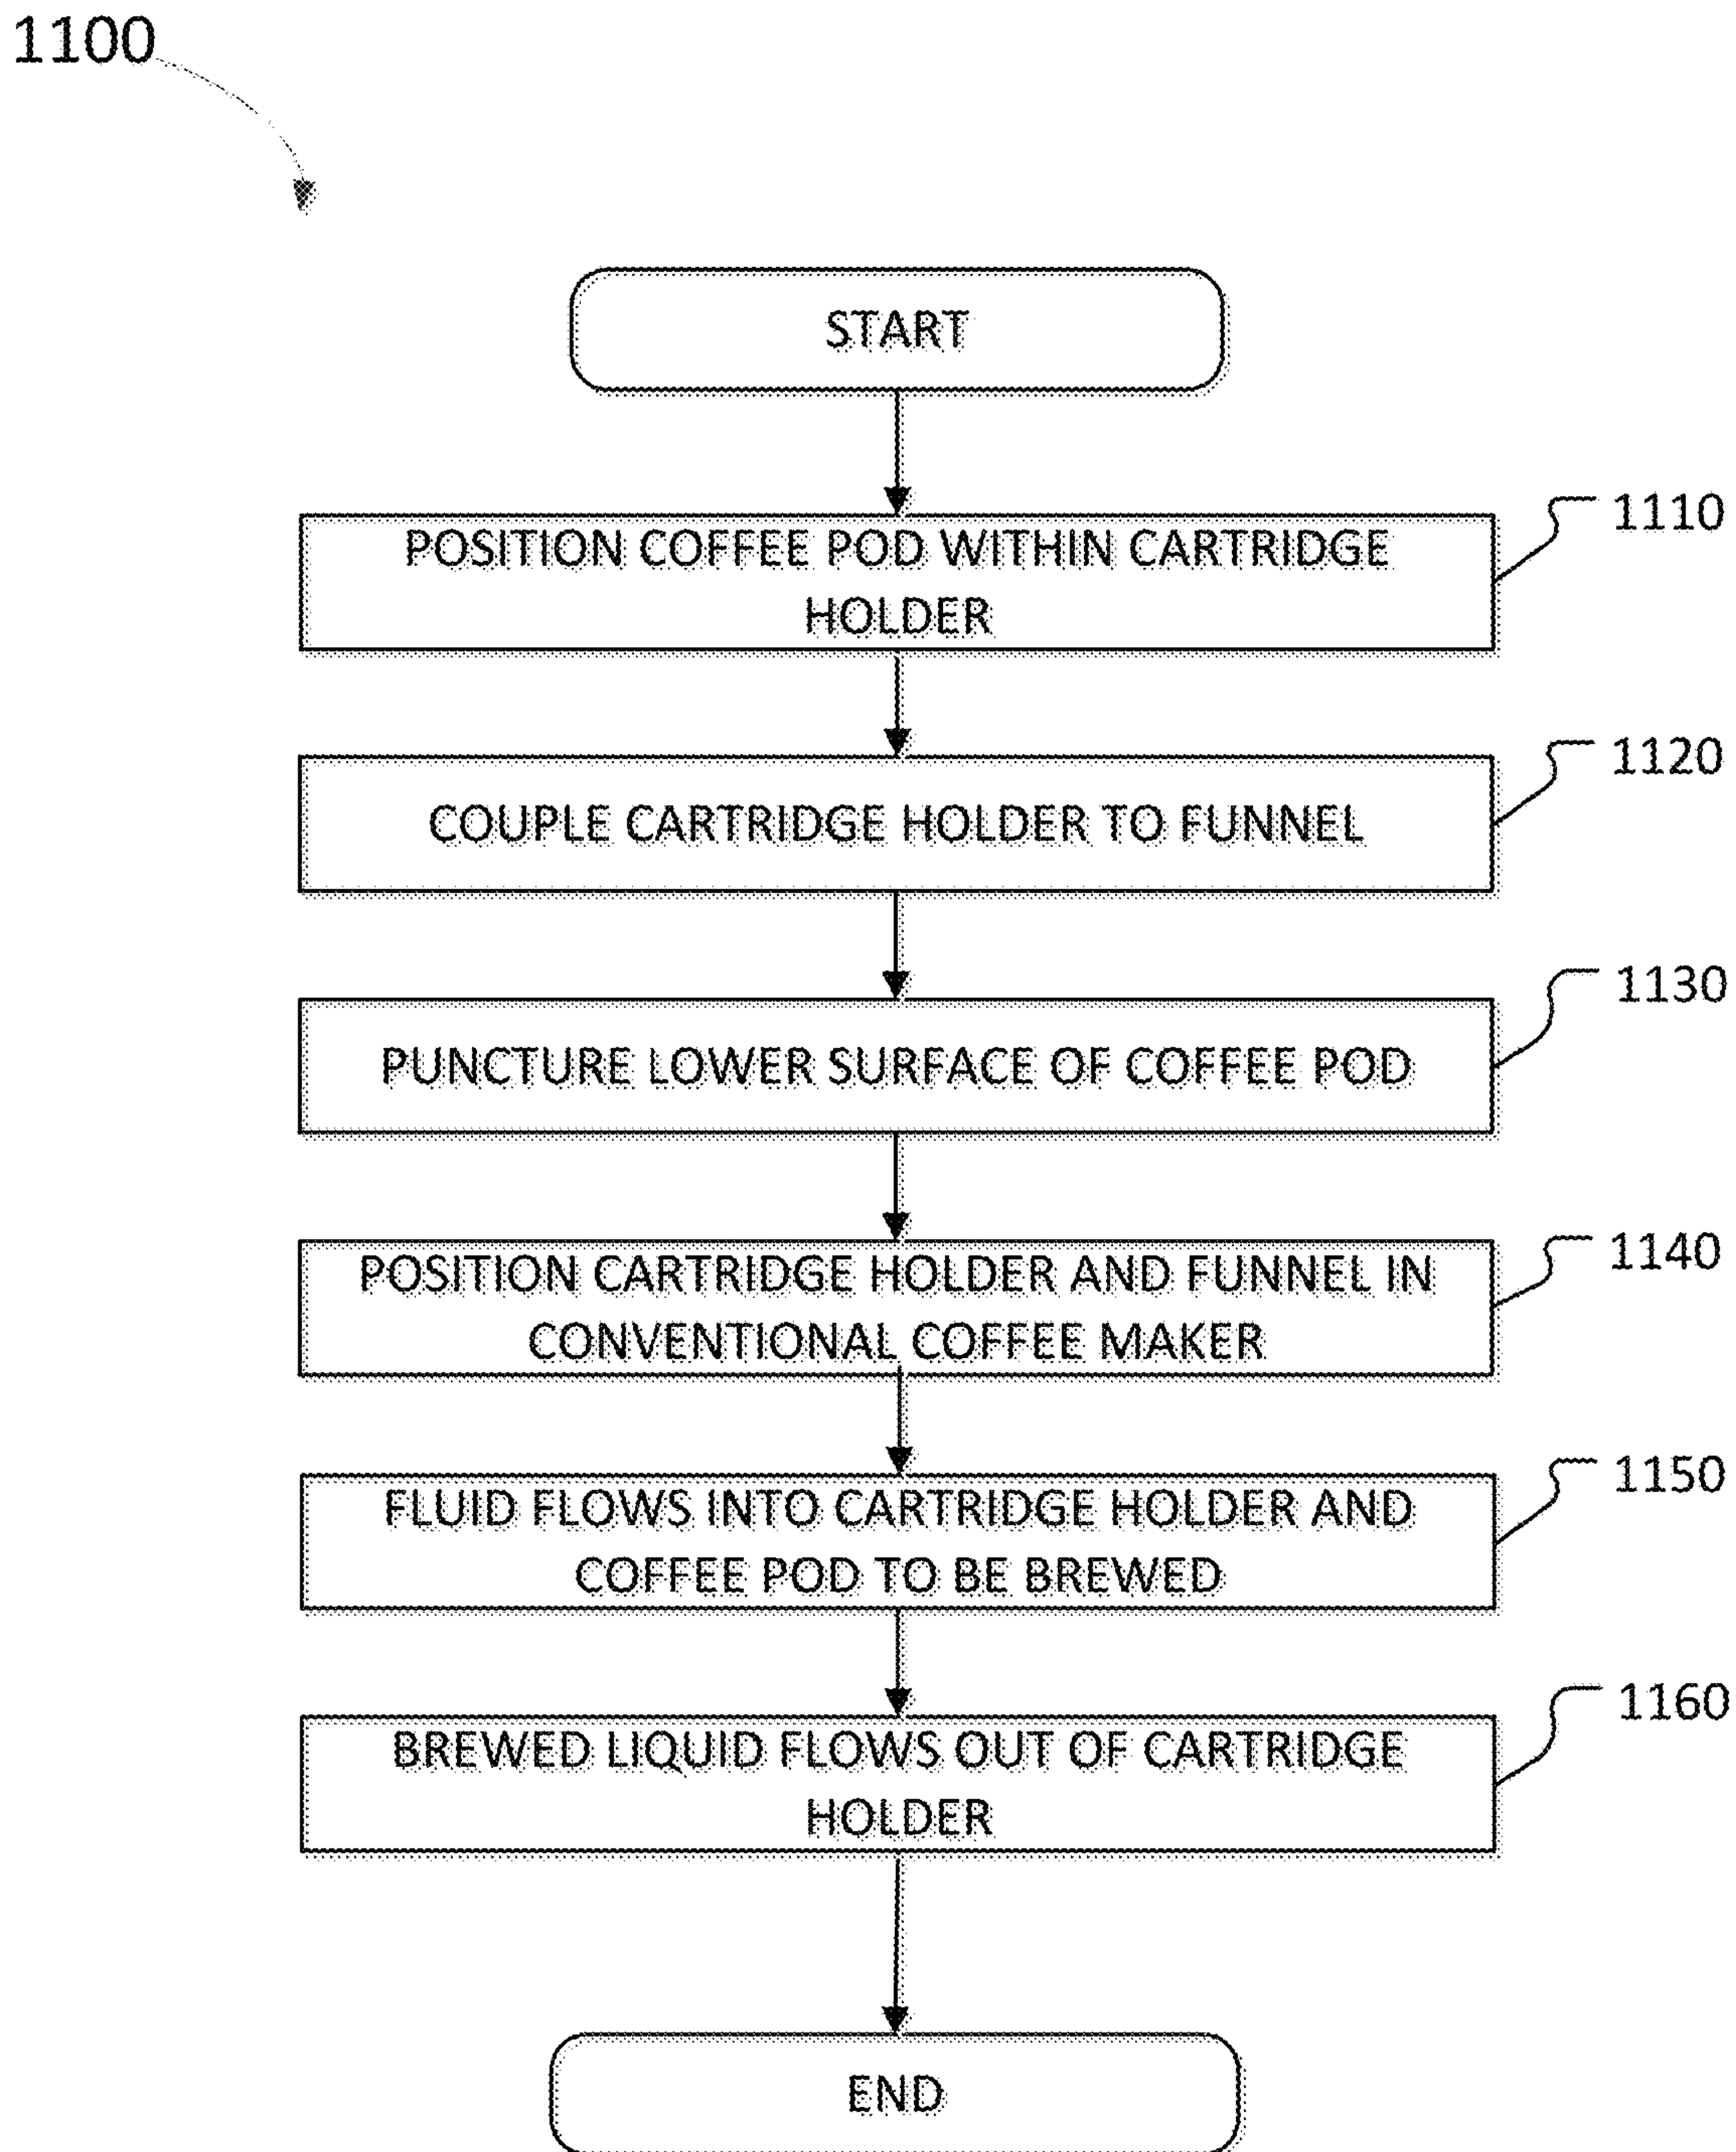 1100
START
POSITION COFFEE POD WITHIN CARTRIDGE
HOLDER
1110
COUPLE CARTRIDGE HOLDER TO FUNNEL
1120
PUNCTURE LOWER SURFACE OF COFFEE POD
1130
POSITION CARTRIDGE HOLDER AND FUNNEL IN
CONVENTIONAL COFFEE MAKER
1140
FLUID FLOWS INTO CARTRIDGE HOLDER AND
COFFEE POD TO BE BREWED
1150
BREWED LIQUID FLOWS OUT OF CARTRIDGE
HOLDER
1160
END